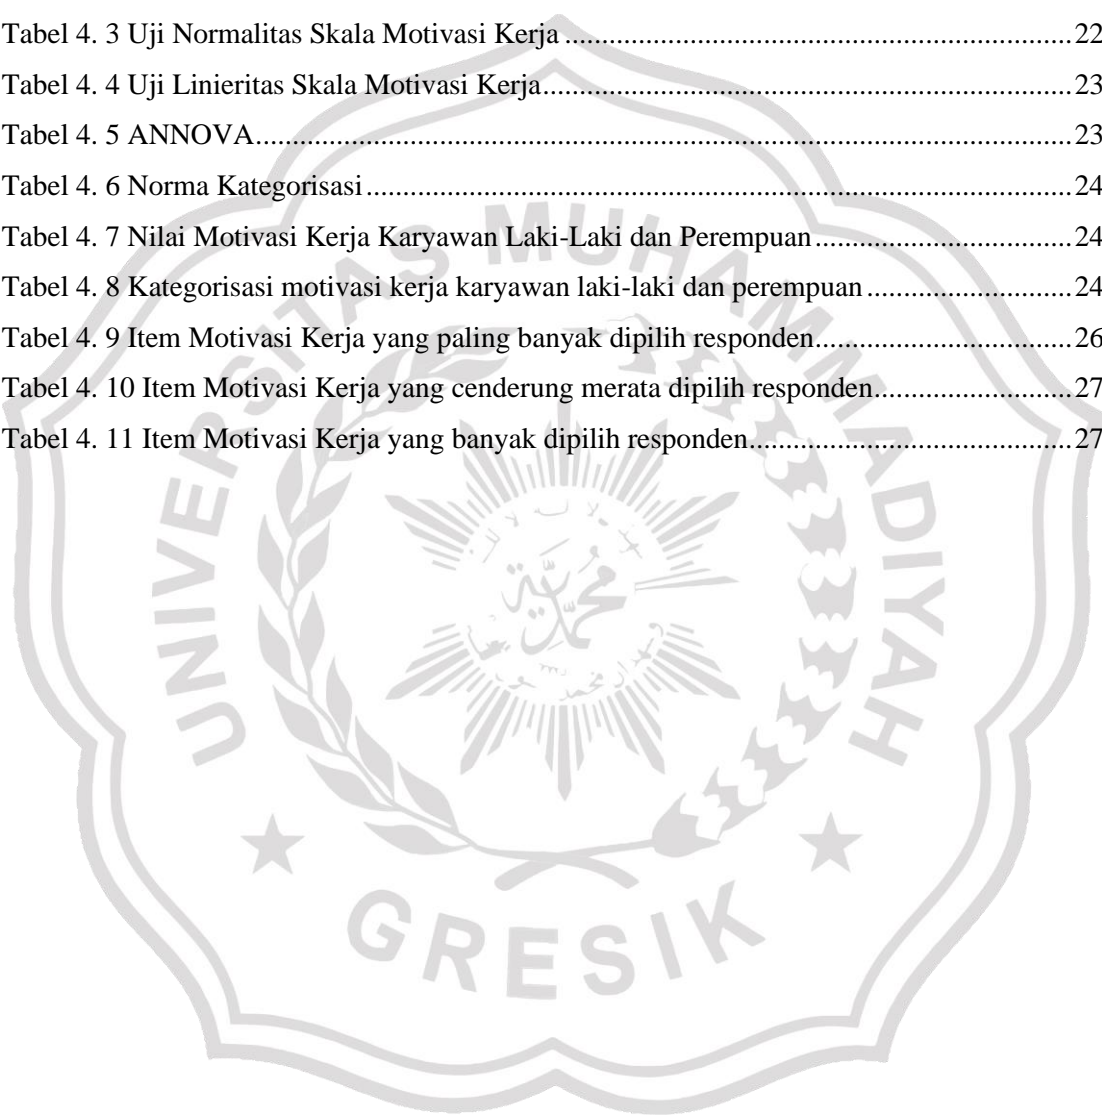 Tabel 4. 3 Uji Normalitas Skala Motivasi Kerja ........................................................................ 22
Tabel 4. 4 Uji Linieritas Skala Motivasi Kerja........................................................................... 23
Tabel 4. 5 ANNOVA.................................................................................................................. 23
Tabel 4. 6 Norma Kategorisasi................................................................................................... 24
Tabel 4. 7 Nilai Motivasi Kerja Karyawan Laki-Laki dan Perempuan..................................... 24
Tabel 4. 8 Kategorisasi motivasi kerja karyawan laki-laki dan perempuan .............................. 24
Tabel 4. 9 Item Motivasi Kerja yang paling banyak dipilih responden..................................... 26
Tabel 4. 10 Item Motivasi Kerja yang cenderung merata dipilih responden............................. 27
Tabel 4. 11 Item Motivasi Kerja yang banyak dipilih responden.............................................. 27
UNIVERSITAS MUHAMMADIYAH
محمدية
GRESIK